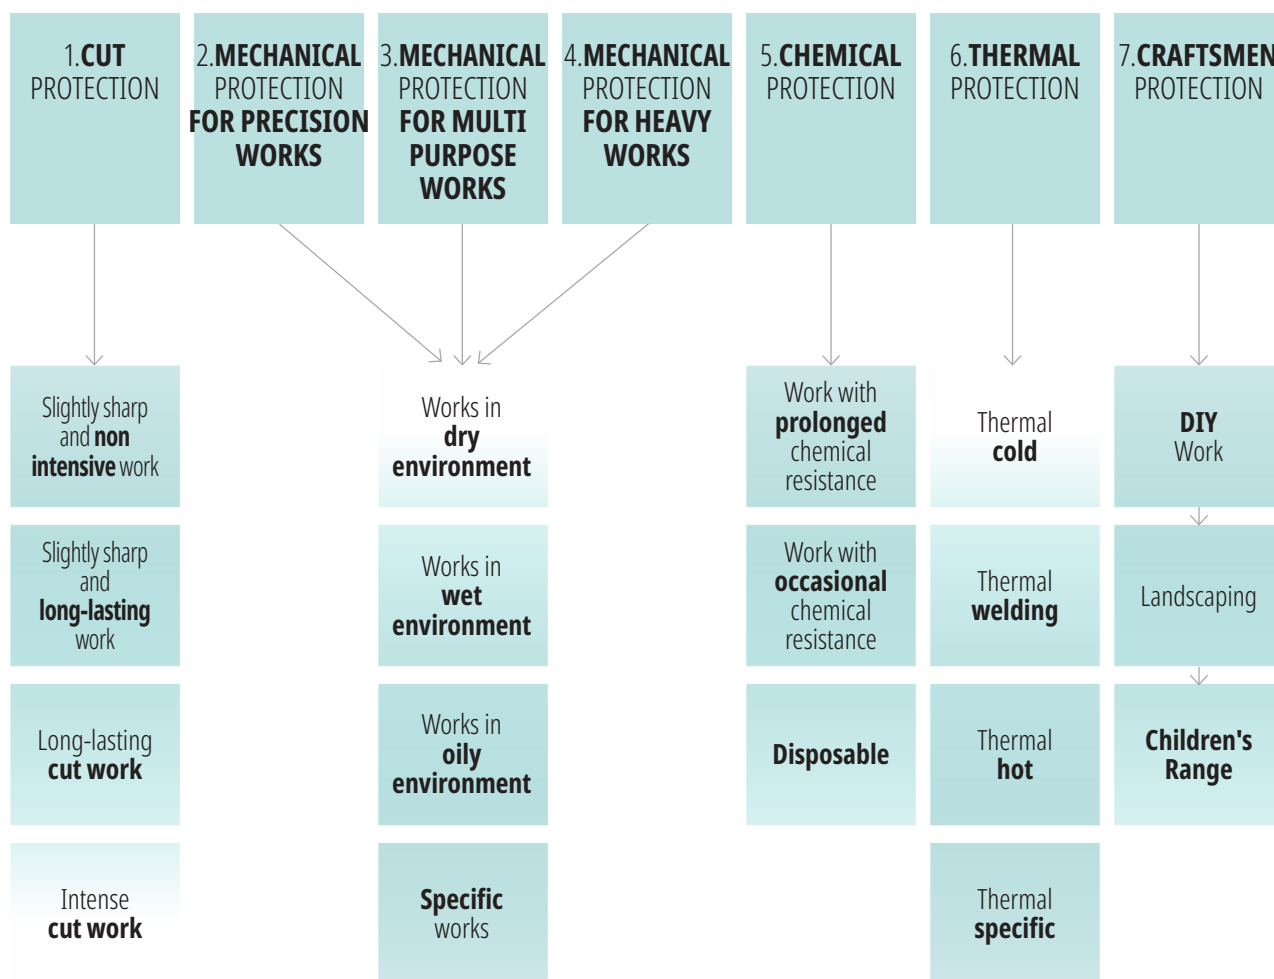 1.CUT
PROTECTION
2.MECHANICAL
PROTECTION
FOR PRECISION
WORKS
3.MECHANICAL
PROTECTION
FOR MULTI
PURPOSE
WORKS
4.MECHANICAL
PROTECTION
FOR HEAVY
WORKS
5.CHEMICAL
PROTECTION
6.THERMAL
PROTECTION
7.CRAFTSMEN
PROTECTION
Slightly sharp
and non
intensive work
Slightly sharp
and
long-lasting
work
Long-lasting
cut work
Intense
cut work
Works in
dry
environment
Works in
wet
environment
Works in
oily
environment
Specific
works
Work with
prolonged
chemical
resistance
Work with
occasional
chemical
resistance
Disposable
Thermal
cold
Thermal
welding
Thermal
hot
Thermal
specific
DIY
Work
Landscaping
Children's
Range